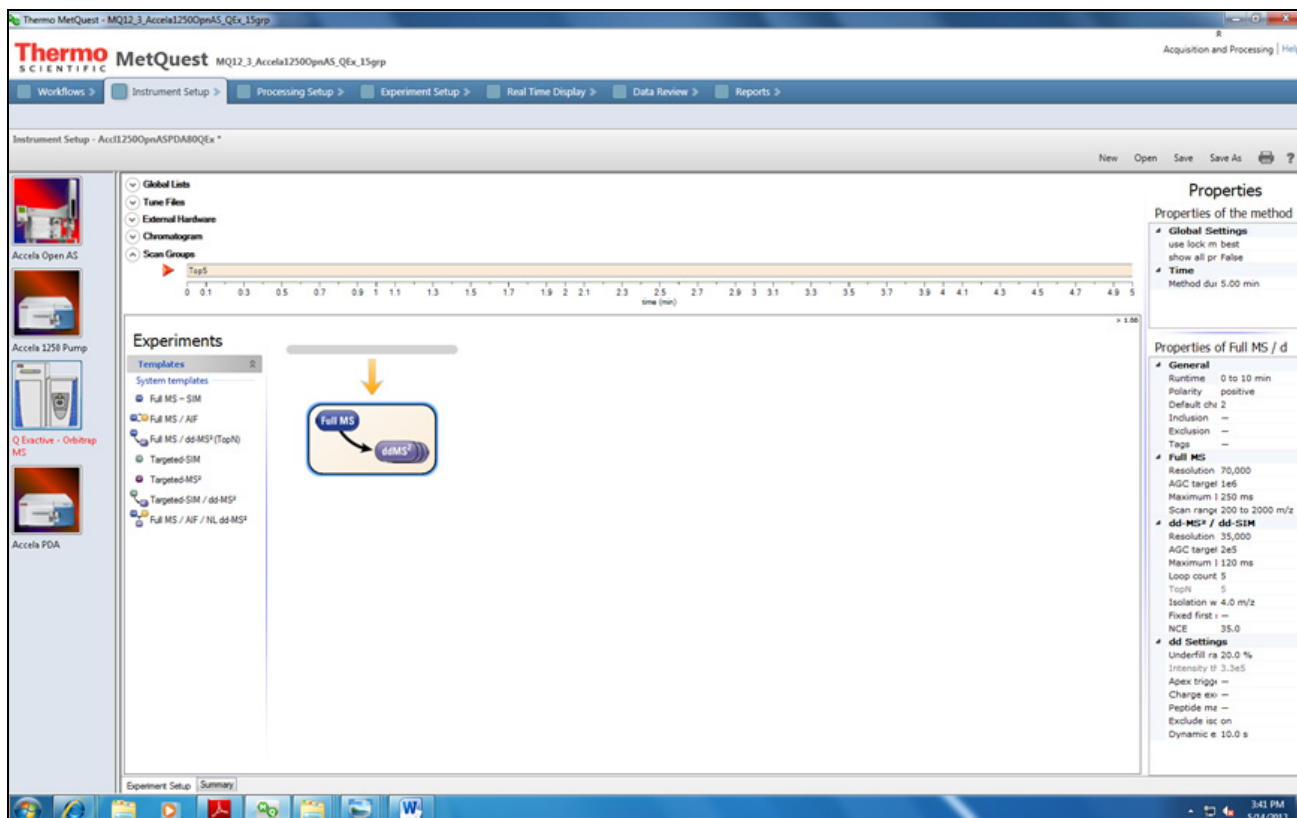 Thermo MetQuest - MQ12_3_Accela1250OpnAS_QEx_15grp
Thermo
SCIENTIFIC
MetQuest MQ12_3_Accela1250OpnAS_QEx_15grp
Acquisition and Processing Help
Workflows > Instrument Setup > Processing Setup > Experiment Setup > Real Time Display > Data Review > Reports >
Instrument Setup - Accl1250OpnASPDA80QEx *
New Open Save Save As ?
Accela Open AS
Accela 1250 Pump
Q Exactive - Orbitrap
MS
Accela PDA
Global Lists
Tune Files
External Hardware
Chromatogram
Scan Groups
Top5
0 0.1 0.3 0.5 0.7 0.9 1 1.1 1.3 1.5 1.7 1.9 2 2.1 2.3 2.5 2.7 2.9 3 3.1 3.3 3.5 3.7 3.9 4 4.1 4.3 4.5 4.7 4.9 5
time (min)
> 1.00
Experiments
Templates
System templates
Full MS – SIM
Full MS / AIF
Full MS / dd-MS² (TopN)
Targeted-SIM
Targeted-MS²
Targeted-SIM / dd-MS²
Full MS / AIF / NL dd-MS²
Full MS
ddMS²
Experiment Setup Summary
Properties
Properties of the method
Global Settings
use lock m best
show all pr False
Time
Method dur 5.00 min
Properties of Full MS / d
General
Runtime 0 to 10 min
Polarity positive
Default cha 2
Inclusion —
Exclusion —
Tags —
Full MS
Resolution 70,000
AGC target 1e6
Maximum I 250 ms
Scan range 200 to 2000 m/z
dd-MS² / dd-SIM
Resolution 35,000
AGC target 2e5
Maximum I 120 ms
Loop count 5
TopN 5
Isolation w 4.0 m/z
Fixed first —
NCE 35.0
dd Settings
Underfill ra 20.0 %
Intensity th 3.3e5
Apex trigge —
Charge exc —
Peptide ma —
Exclude isc on
Dynamic e 10.0 s
3:41 PM
5/14/2012